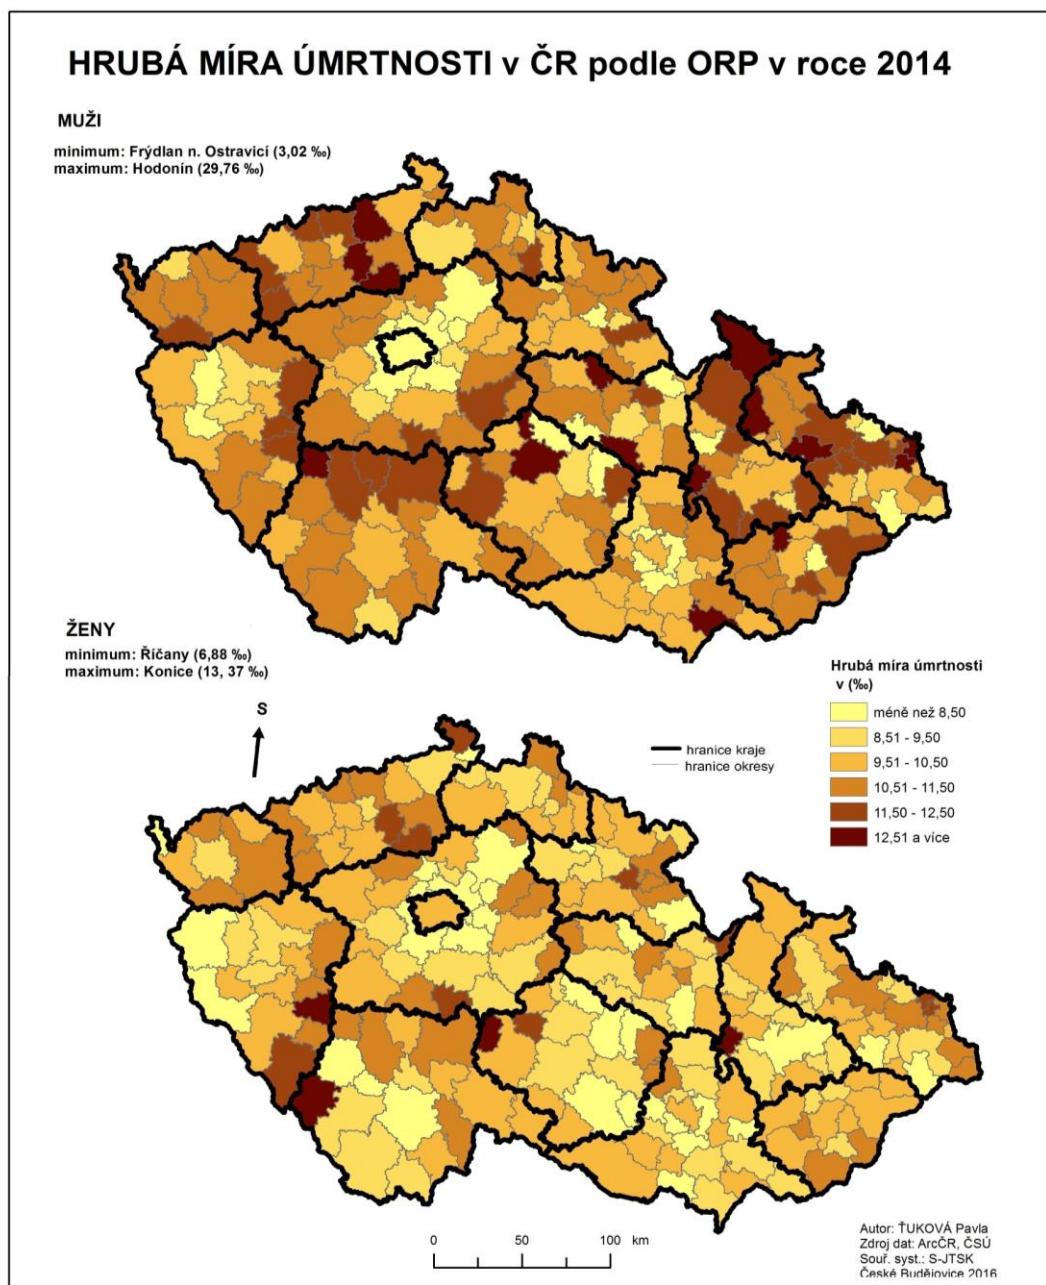 HRUBÁ MÍRA ÚMRTNOSTI v ČR podle ORP v roce 2014
MUŽI
minimum: Frýdlan n. Ostravicí (3,02 ‰)
maximum: Hodonín (29,76 ‰)
ŽENY
minimum: Říčany (6,88 ‰)
maximum: Konice (13, 37 ‰)
S
hranice kraje
hranice okresy
Hrubá míra úmrtnosti
v (‰)
méně než 8,50
8,51 - 9,50
9,51 - 10,50
10,51 - 11,50
11,50 - 12,50
12,51 a více
0 50 100 km
Autor: ŤUKOVÁ Pavla
Zdroj dat: ArcČR, ČSÚ
Souř. syst.: S-JTSK
České Budějovice 2016